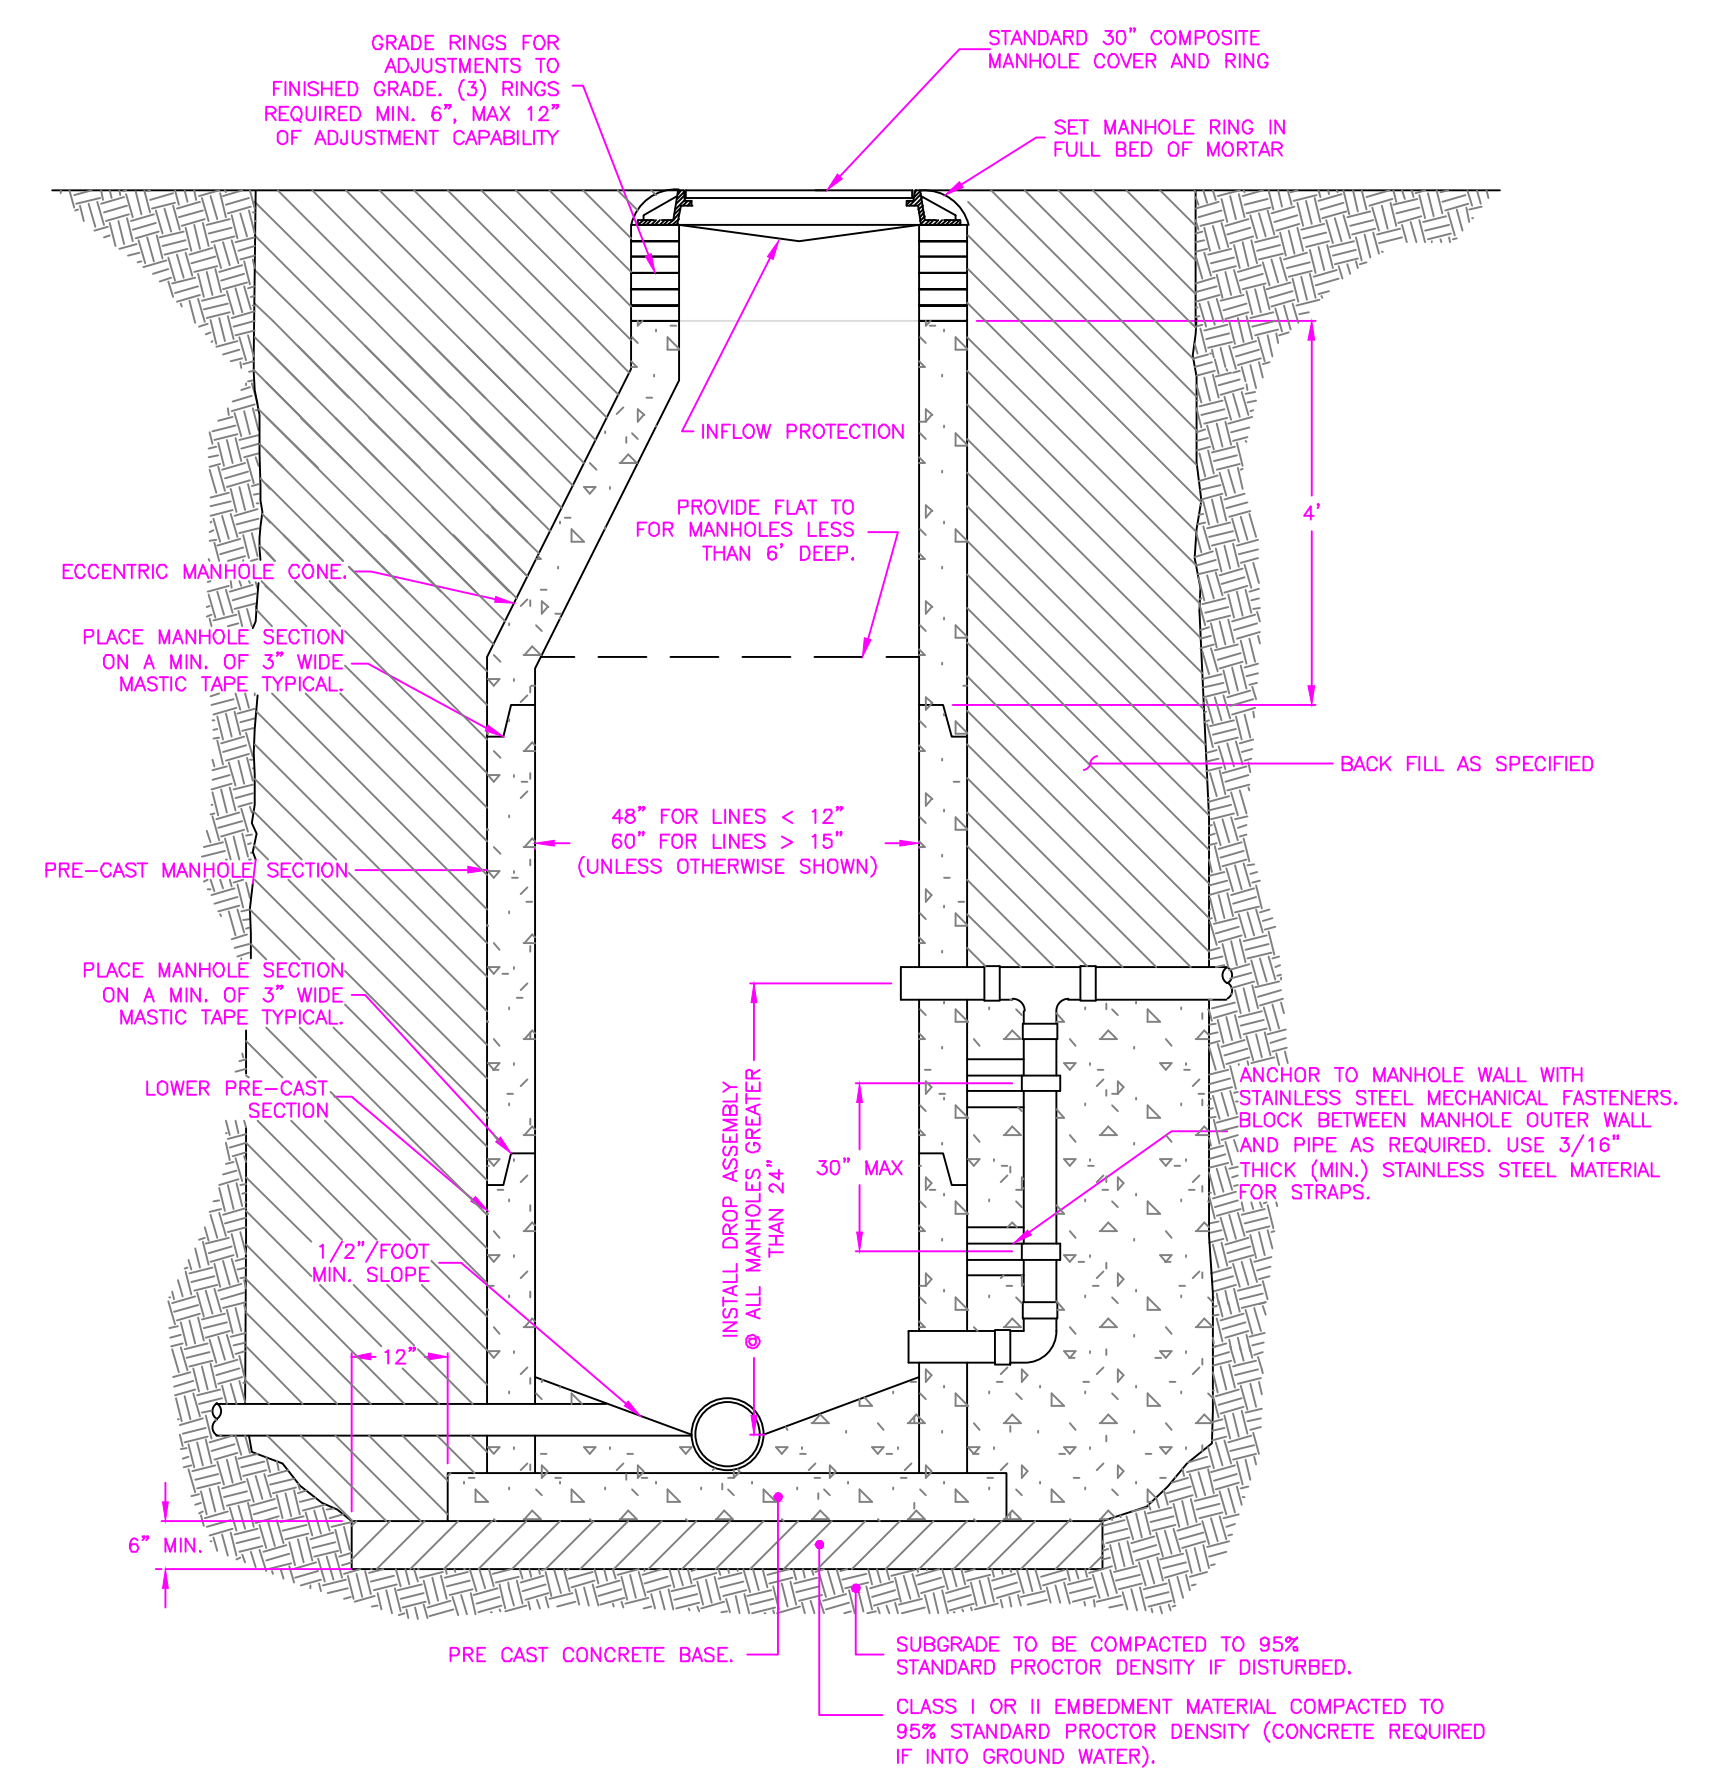 GRADE RINGS FOR
ADJUSTMENTS TO
FINISHED GRADE. (3) RINGS
REQUIRED MIN. 6", MAX 12"
OF ADJUSTMENT CAPABILITY
STANDARD 30" COMPOSITE
MANHOLE COVER AND RING
SET MANHOLE RING IN
FULL BED OF MORTAR
INFLOW PROTECTION
PROVIDE FLAT TO
FOR MANHOLES LESS
THAN 6' DEEP.
4'
ECCENTRIC MANHOLE CONE.
PLACE MANHOLE SECTION
ON A MIN. OF 3" WIDE
MASTIC TAPE TYPICAL.
BACK FILL AS SPECIFIED
48" FOR LINES < 12"
60" FOR LINES > 15"
(UNLESS OTHERWISE SHOWN)
PRE-CAST MANHOLE SECTION
PLACE MANHOLE SECTION
ON A MIN. OF 3" WIDE
MASTIC TAPE TYPICAL.
LOWER PRE-CAST
SECTION
INSTALL DROP ASSEMBLY
@ ALL MANHOLES GREATER
THAN 24"
30" MAX
ANCHOR TO MANHOLE WALL WITH
STAINLESS STEEL MECHANICAL FASTENERS.
BLOCK BETWEEN MANHOLE OUTER WALL
AND PIPE AS REQUIRED. USE 3/16"
THICK (MIN.) STAINLESS STEEL MATERIAL
FOR STRAPS.
1/2"/FOOT
MIN. SLOPE
12"
6" MIN.
PRE CAST CONCRETE BASE.
SUBGRADE TO BE COMPACTED TO 95%
STANDARD PROCTOR DENSITY IF DISTURBED.
CLASS I OR II EMBEDMENT MATERIAL COMPACTED TO
95% STANDARD PROCTOR DENSITY (CONCRETE REQUIRED
IF INTO GROUND WATER).